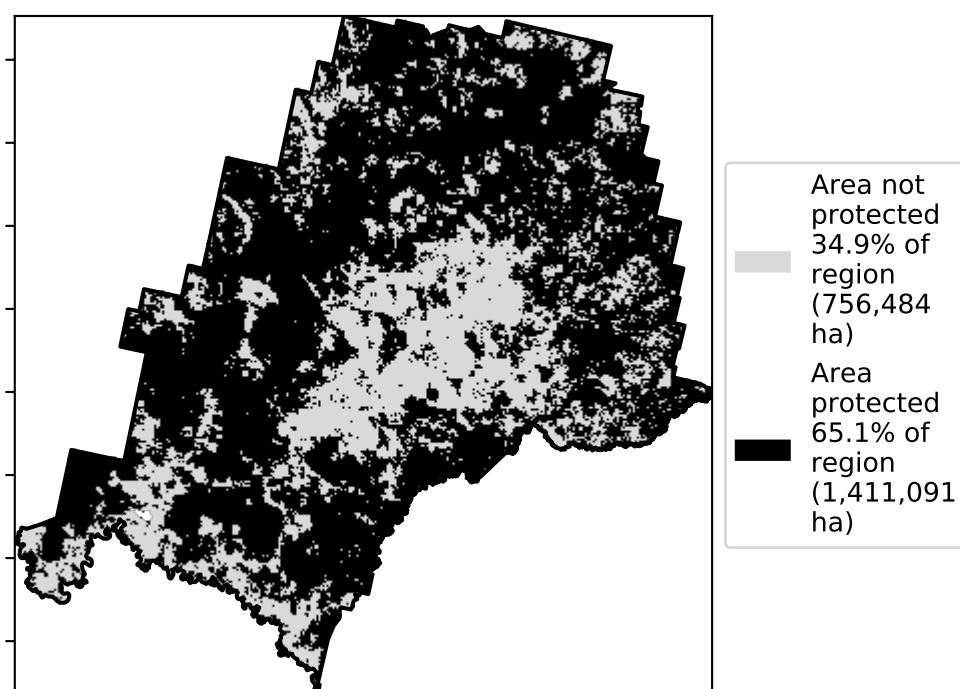 Area not
protected
34.9% of
region
(756,484
ha)
Area
protected
65.1% of
region
(1,411,091
ha)